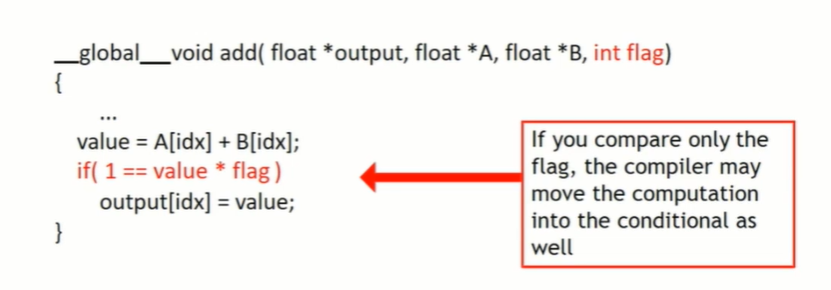 __global__void add( float *output, float *A, float *B, int flag)
{
...
value = A[idx] + B[idx];
if( 1 == value * flag )
output[idx] = value;
}
If you compare only the
flag, the compiler may
move the computation
into the conditional as
well